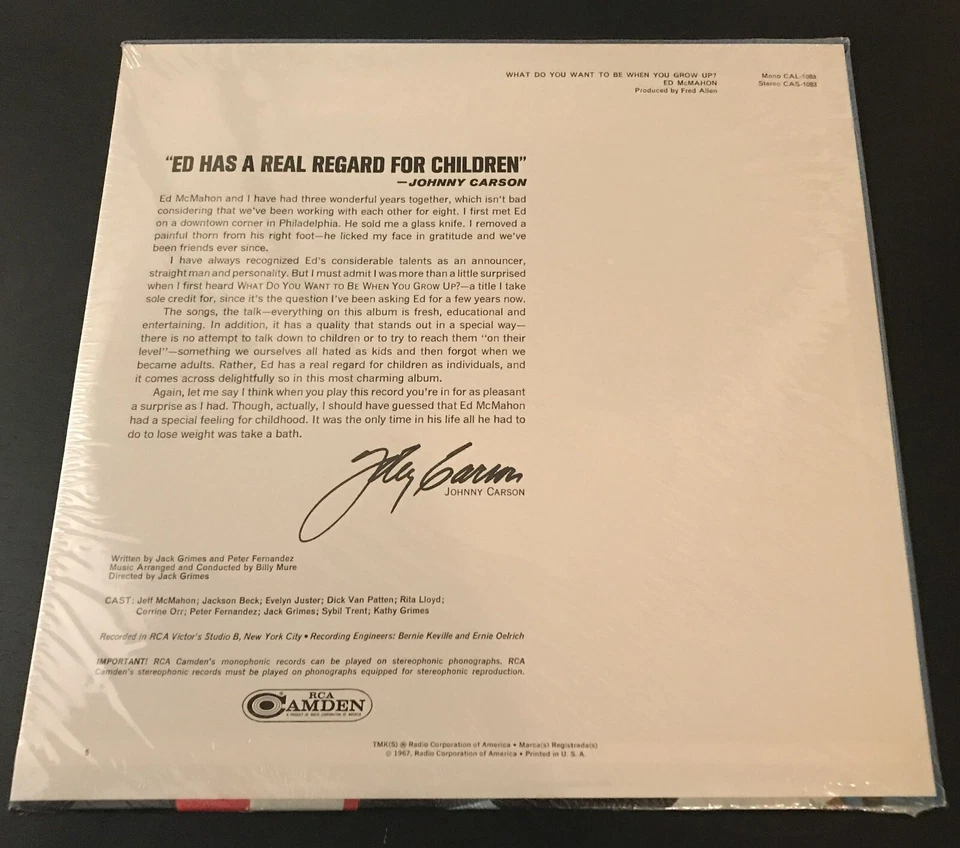 WHAT DO YOU WANT TO BE WHEN YOU GROW UP?
ED McMAHON
Produced by Fred Allen
Mono CAL-1083
Stereo CAS-1083
"ED HAS A REAL REGARD FOR CHILDREN"
—JOHNNY CARSON
Ed McMahon and I have had three wonderful years together, which isn't bad
considering that we've been working with each other for eight. I first met Ed
on a downtown corner in Philadelphia. He sold me a glass knife. I removed a
painful thorn from his right foot—he licked my face in gratitude and we've
been friends ever since.
I have always recognized Ed's considerable talents as an announcer,
straight man and personality. But I must admit I was more than a little surprised
when I first heard WHAT DO YOU WANT TO BE WHEN YOU GROW UP?—a title I take
sole credit for, since it's the question I've been asking Ed for a few years now.
The songs, the talk—everything on this album is fresh, educational and
entertaining. In addition, it has a quality that stands out in a special way—
there is no attempt to talk down to children or to try to reach them "on their
level"—something we ourselves all hated as kids and then forgot when we
became adults. Rather, Ed has a real regard for children as individuals, and
it comes across delightfully so in this most charming album.
Again, let me say I think when you play this record you're in for as pleasant
a surprise as I had. Though, actually, I should have guessed that Ed McMahon
had a special feeling for childhood. It was the only time in his life all he had to
do to lose weight was take a bath.
Johnny Carson
JOHNNY CARSON
Written by Jack Grimes and Peter Fernandez
Music Arranged and Conducted by Billy Mure
Directed by Jack Grimes
CAST: Jeff McMahon; Jackson Beck; Evelyn Juster; Dick Van Patten; Rita Lloyd;
Corrine Orr; Peter Fernandez; Jack Grimes; Sybil Trent; Kathy Grimes
Recorded in RCA Victor's Studio B, New York City • Recording Engineers: Bernie Keville and Ernie Oelrich
IMPORTANT! RCA Camden's monophonic records can be played on stereophonic phonographs. RCA
Camden's stereophonic records must be played on phonographs equipped for stereophonic reproduction.
RCA
CAMDEN
A PRODUCT OF RADIO CORPORATION OF AMERICA
TMK(S) ® Radio Corporation of America • Marca(s) Registrada(s)
© 1967, Radio Corporation of America • Printed in U. S. A.